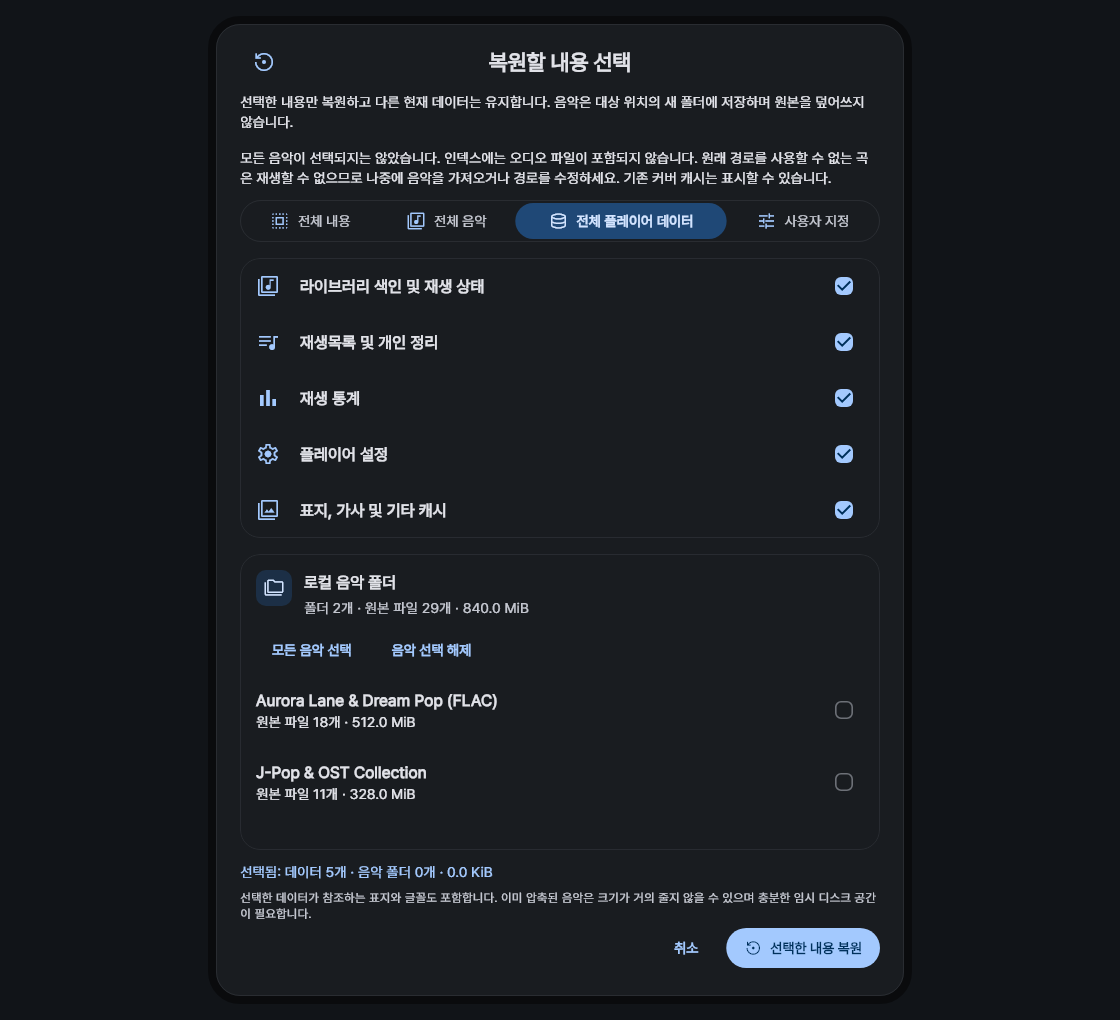 복원할 내용 선택
선택한 내용만 복원하고 다른 현재 데이터는 유지합니다. 음악은 대상 위치의 새 폴더에 저장하며 원본을 덮어쓰지
않습니다.
모든 음악이 선택되지는 않았습니다. 인덱스에는 오디오 파일이 포함되지 않습니다. 원래 경로를 사용할 수 없는 곡
은 재생할 수 없으므로 나중에 음악을 가져오거나 경로를 수정하세요. 기존 커버 캐시는 표시할 수 있습니다.
전체 내용 전체 음악 전체 플레이어 데이터 사용자 지정
라이브러리 색인 및 재생 상태
재생목록 및 개인 정리
재생 통계
플레이어 설정
표지, 가사 및 기타 캐시
로컬 음악 폴더
폴더 2개 · 원본 파일 29개 · 840.0 MiB
모든 음악 선택 음악 선택 해제
Aurora Lane & Dream Pop (FLAC)
원본 파일 18개 · 512.0 MiB
J-Pop & OST Collection
원본 파일 11개 · 328.0 MiB
선택됨: 데이터 5개 · 음악 폴더 0개 · 0.0 KiB
선택한 데이터가 참조하는 표지와 글꼴도 포함합니다. 이미 압축된 음악은 크기가 거의 줄지 않을 수 있으며 충분한 임시 디스크 공간
이 필요합니다.
취소 선택한 내용 복원